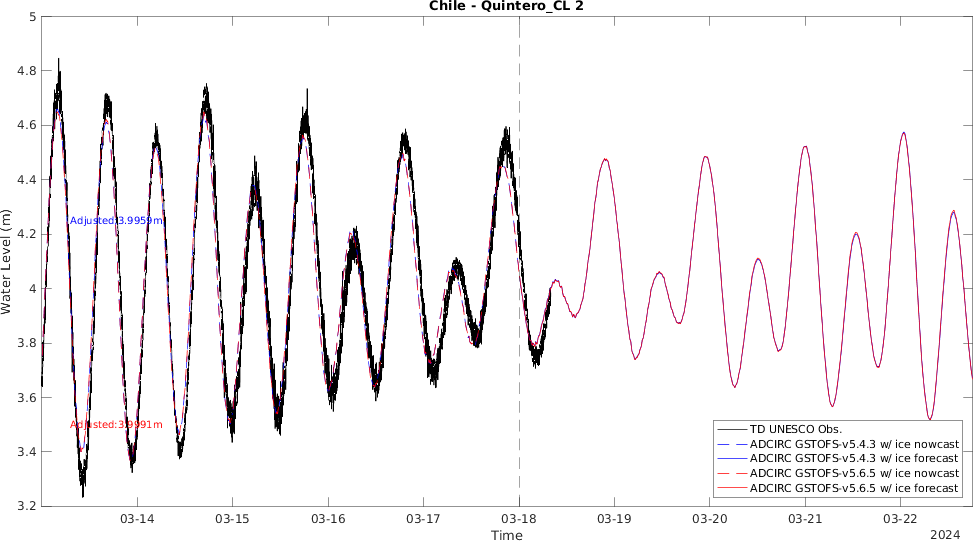 Chile - Quintero_CL 2
Water Level (m)
5
4.8
4.6
4.4
4.2
4
3.8
3.6
3.4
3.2
Adjusted:3.9959m
Adjusted:3.9991m
TD UNESCO Obs.
ADCIRC GSTOFS-v5.4.3 w/ ice nowcast
ADCIRC GSTOFS-v5.4.3 w/ ice forecast
ADCIRC GSTOFS-v5.6.5 w/ ice nowcast
ADCIRC GSTOFS-v5.6.5 w/ ice forecast
03-14 03-15 03-16 03-17 03-18 03-19 03-20 03-21 03-22
Time
2024